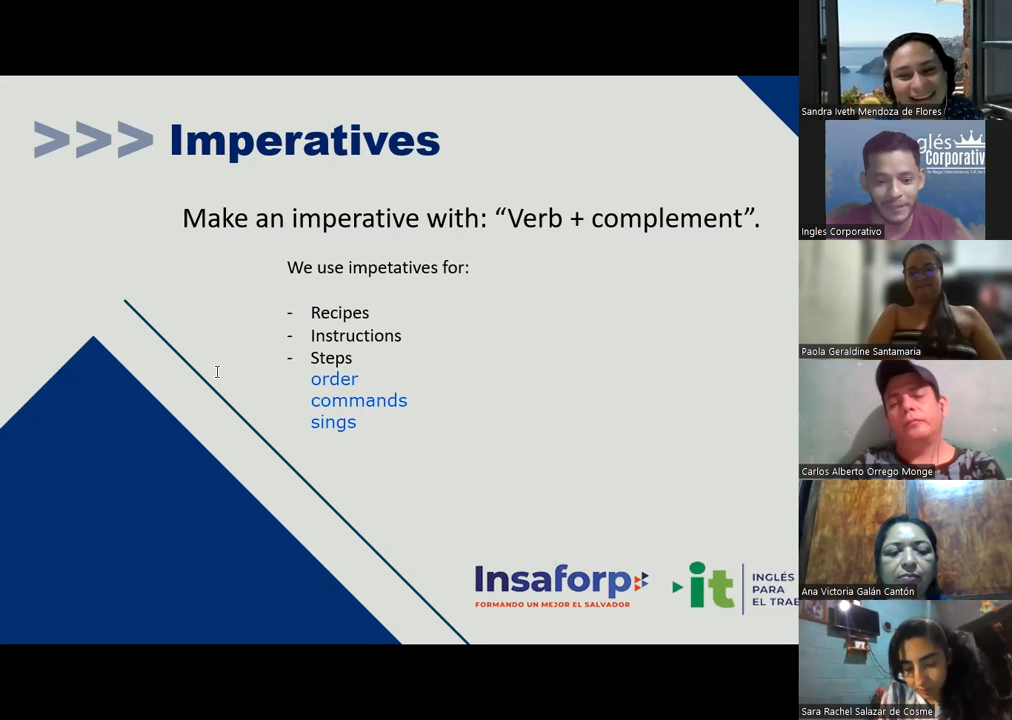 >>> Imperatives
Make an imperative with: “Verb + complement”.
We use impetatives for:
- Recipes
- Instructions
- Steps
order
commands
sings
Insaforp
FORMANDO UN MEJOR EL SALVADOR
it
INGLÉS
PARA
EL TRA
Sandra Iveth Mendoza de Flores
glés
Corporativ
Ingles Corporativo
Paola Geraldine Santamaria
Carlos Alberto Orrego Monge
Ana Victoria Galán Cantón
Sara Rachel Salazar de Cosme